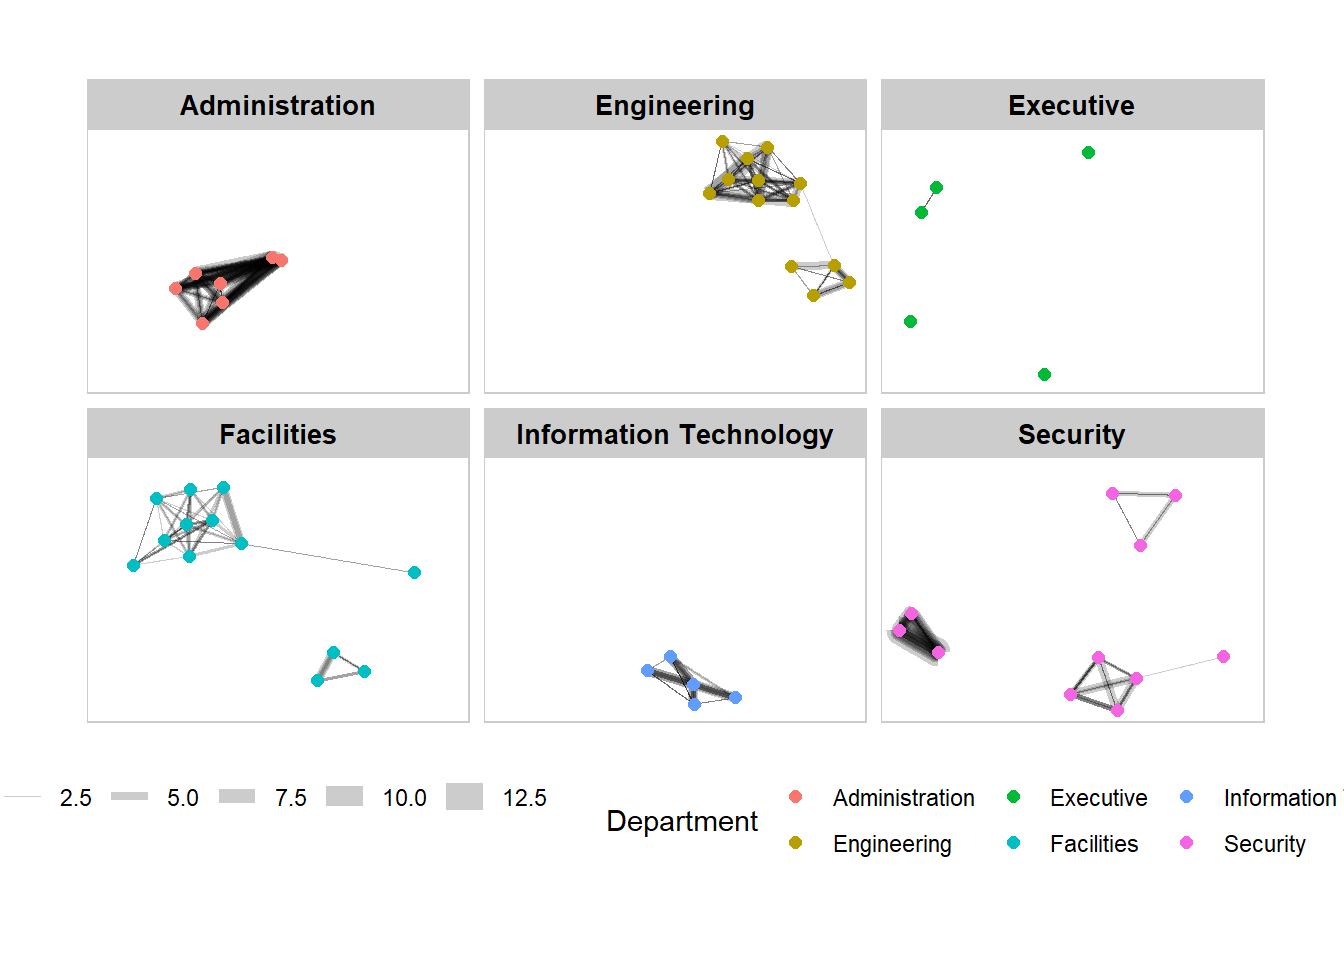 Administration
Engineering
Executive
Facilities
Information Technology
Security
2.5 5.0 7.5 10.0 12.5
Department
Administration Executive Information
Engineering Facilities Security